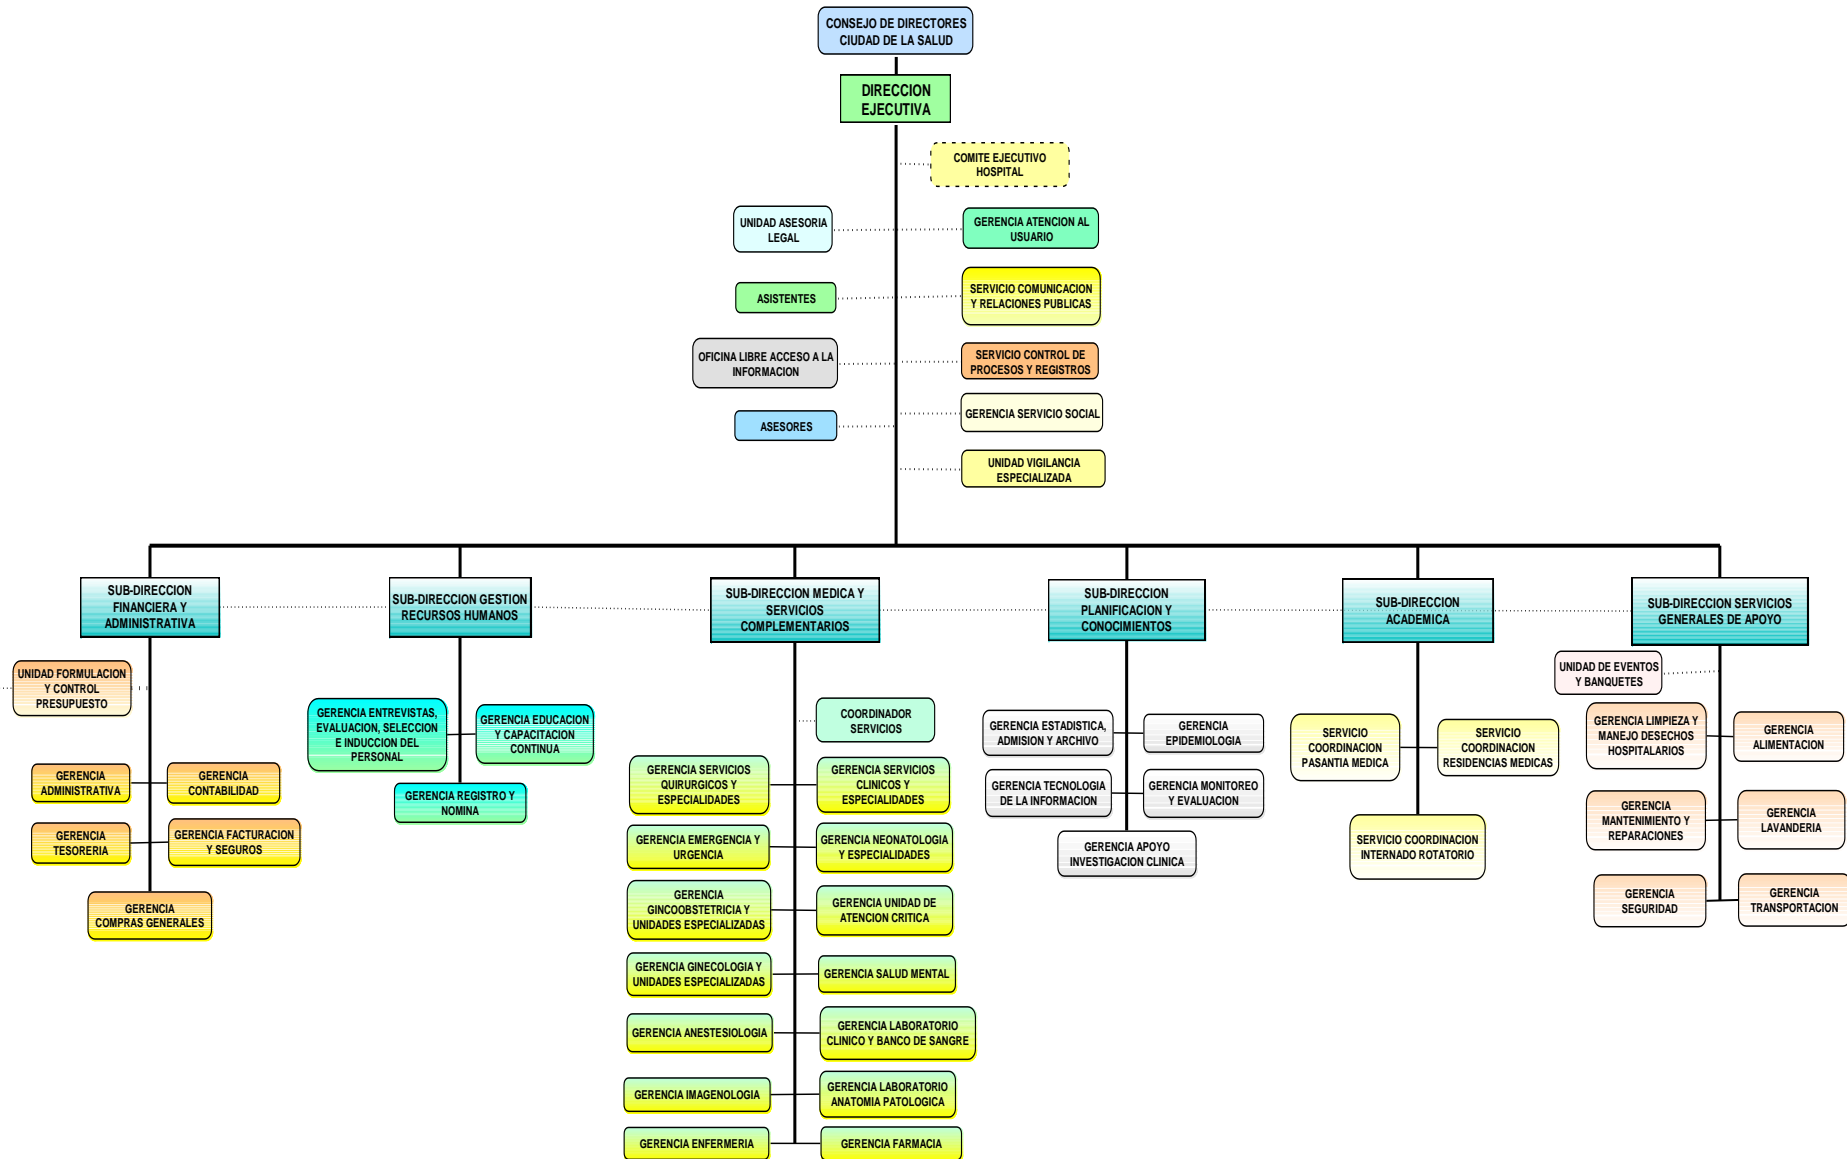 CONSEJO DE DIRECTORES
CIUDAD DE LA SALUD
DIRECCION
EJECUTIVA
COMITE EJECUTIVO
HOSPITAL
UNIDAD ASESORIA
LEGAL
GERENCIA ATENCION AL
USUARIO
ASISTENTES
SERVICIO COMUNICACION
Y RELACIONES PUBLICAS
OFICINA LIBRE ACCESO A LA
INFORMACION
SERVICIO CONTROL DE
PROCESOS Y REGISTROS
ASESORES
GERENCIA SERVICIO SOCIAL
UNIDAD VIGILANCIA
ESPECIALIZADA
SUB-DIRECCION
FINANCIERA Y
ADMINISTRATIVA
SUB-DIRECCION GESTION
RECURSOS HUMANOS
SUB-DIRECCION MEDICA Y
SERVICIOS
COMPLEMENTARIOS
SUB-DIRECCION
PLANIFICACION Y
CONOCIMIENTOS
SUB-DIRECCION
ACADEMICA
SUB-DIRECCION SERVICIOS
GENERALES DE APOYO
UNIDAD FORMULACION
Y CONTROL
PRESUPUESTO
GERENCIA
ADMINISTRATIVA
GERENCIA
CONTABILIDAD
GERENCIA
TESORERIA
GERENCIA FACTURACION
Y SEGUROS
GERENCIA
COMPRAS GENERALES
GERENCIA ENTREVISTAS,
EVALUACION, SELECCION
E INDUCCION DEL
PERSONAL
GERENCIA EDUCACION
Y CAPACITACION
CONTINUA
GERENCIA REGISTRO Y
NOMINA
COORDINADOR
SERVICIOS
GERENCIA SERVICIOS
QUIRURGICOS Y
ESPECIALIDADES
GERENCIA SERVICIOS
CLINICOS Y
ESPECIALIDADES
GERENCIA EMERGENCIA Y
URGENCIA
GERENCIA NEONATOLOGIA
Y ESPECIALIDADES
GERENCIA
GINCOOBSTETRICIA Y
UNIDADES ESPECIALIZADAS
GERENCIA UNIDAD DE
ATENCION CRITICA
GERENCIA GINECOLOGIA Y
UNIDADES ESPECIALIZADAS
GERENCIA SALUD MENTAL
GERENCIA ANESTESIOLOGIA
GERENCIA LABORATORIO
CLINICO Y BANCO DE SANGRE
GERENCIA IMAGENOLOGIA
GERENCIA LABORATORIO
ANATOMIA PATOLOGICA
GERENCIA ENFERMERIA
GERENCIA FARMACIA
GERENCIA ESTADISTICA,
ADMISION Y ARCHIVO
GERENCIA
EPIDEMIOLOGIA
GERENCIA TECNOLOGIA
DE LA INFORMACION
GERENCIA MONITOREO
Y EVALUACION
GERENCIA APOYO
INVESTIGACION CLINICA
SERVICIO
COORDINACION
PASANTIA MEDICA
SERVICIO
COORDINACION
RESIDENCIAS MEDICAS
SERVICIO COORDINACION
INTERNADO ROTATORIO
UNIDAD DE EVENTOS
Y BANQUETES
GERENCIA LIMPIEZA Y
MANEJO DESECHOS
HOSPITALARIOS
GERENCIA
ALIMENTACION
GERENCIA
MANTENIMIENTO Y
REPARACIONES
GERENCIA
LAVANDERIA
GERENCIA
SEGURIDAD
GERENCIA
TRANSPORTACION